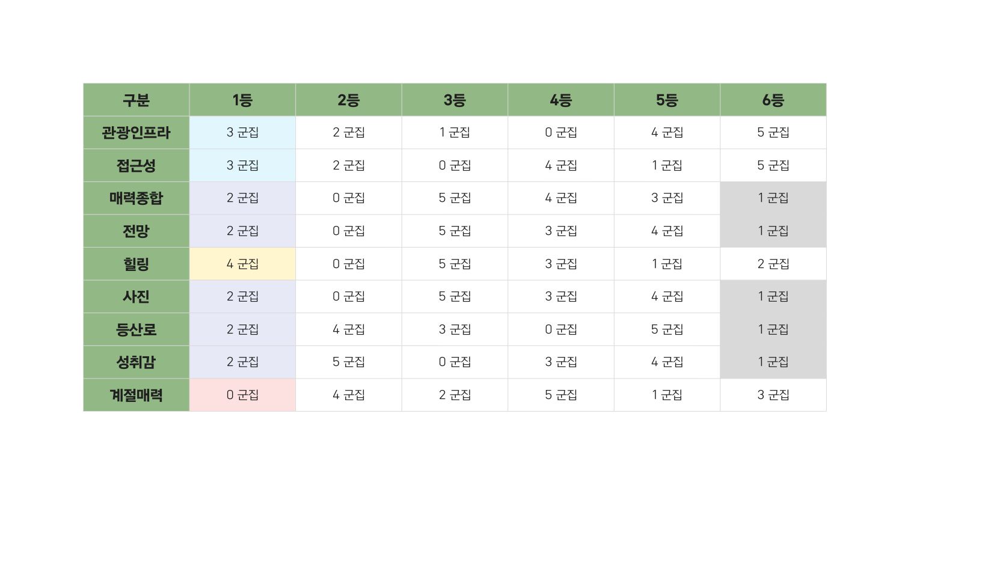 구분 1등 2등 3등 4등 5등 6등
관광인프라 3 군집 2 군집 1 군집 0 군집 4 군집 5 군집
접근성 3 군집 2 군집 0 군집 4 군집 1 군집 5 군집
매력종합 2 군집 0 군집 5 군집 4 군집 3 군집 1 군집
전망 2 군집 0 군집 5 군집 3 군집 4 군집 1 군집
힐링 4 군집 0 군집 5 군집 3 군집 1 군집 2 군집
사진 2 군집 0 군집 5 군집 3 군집 4 군집 1 군집
등산로 2 군집 4 군집 3 군집 0 군집 5 군집 1 군집
성취감 2 군집 5 군집 0 군집 3 군집 4 군집 1 군집
계절매력 0 군집 4 군집 2 군집 5 군집 1 군집 3 군집